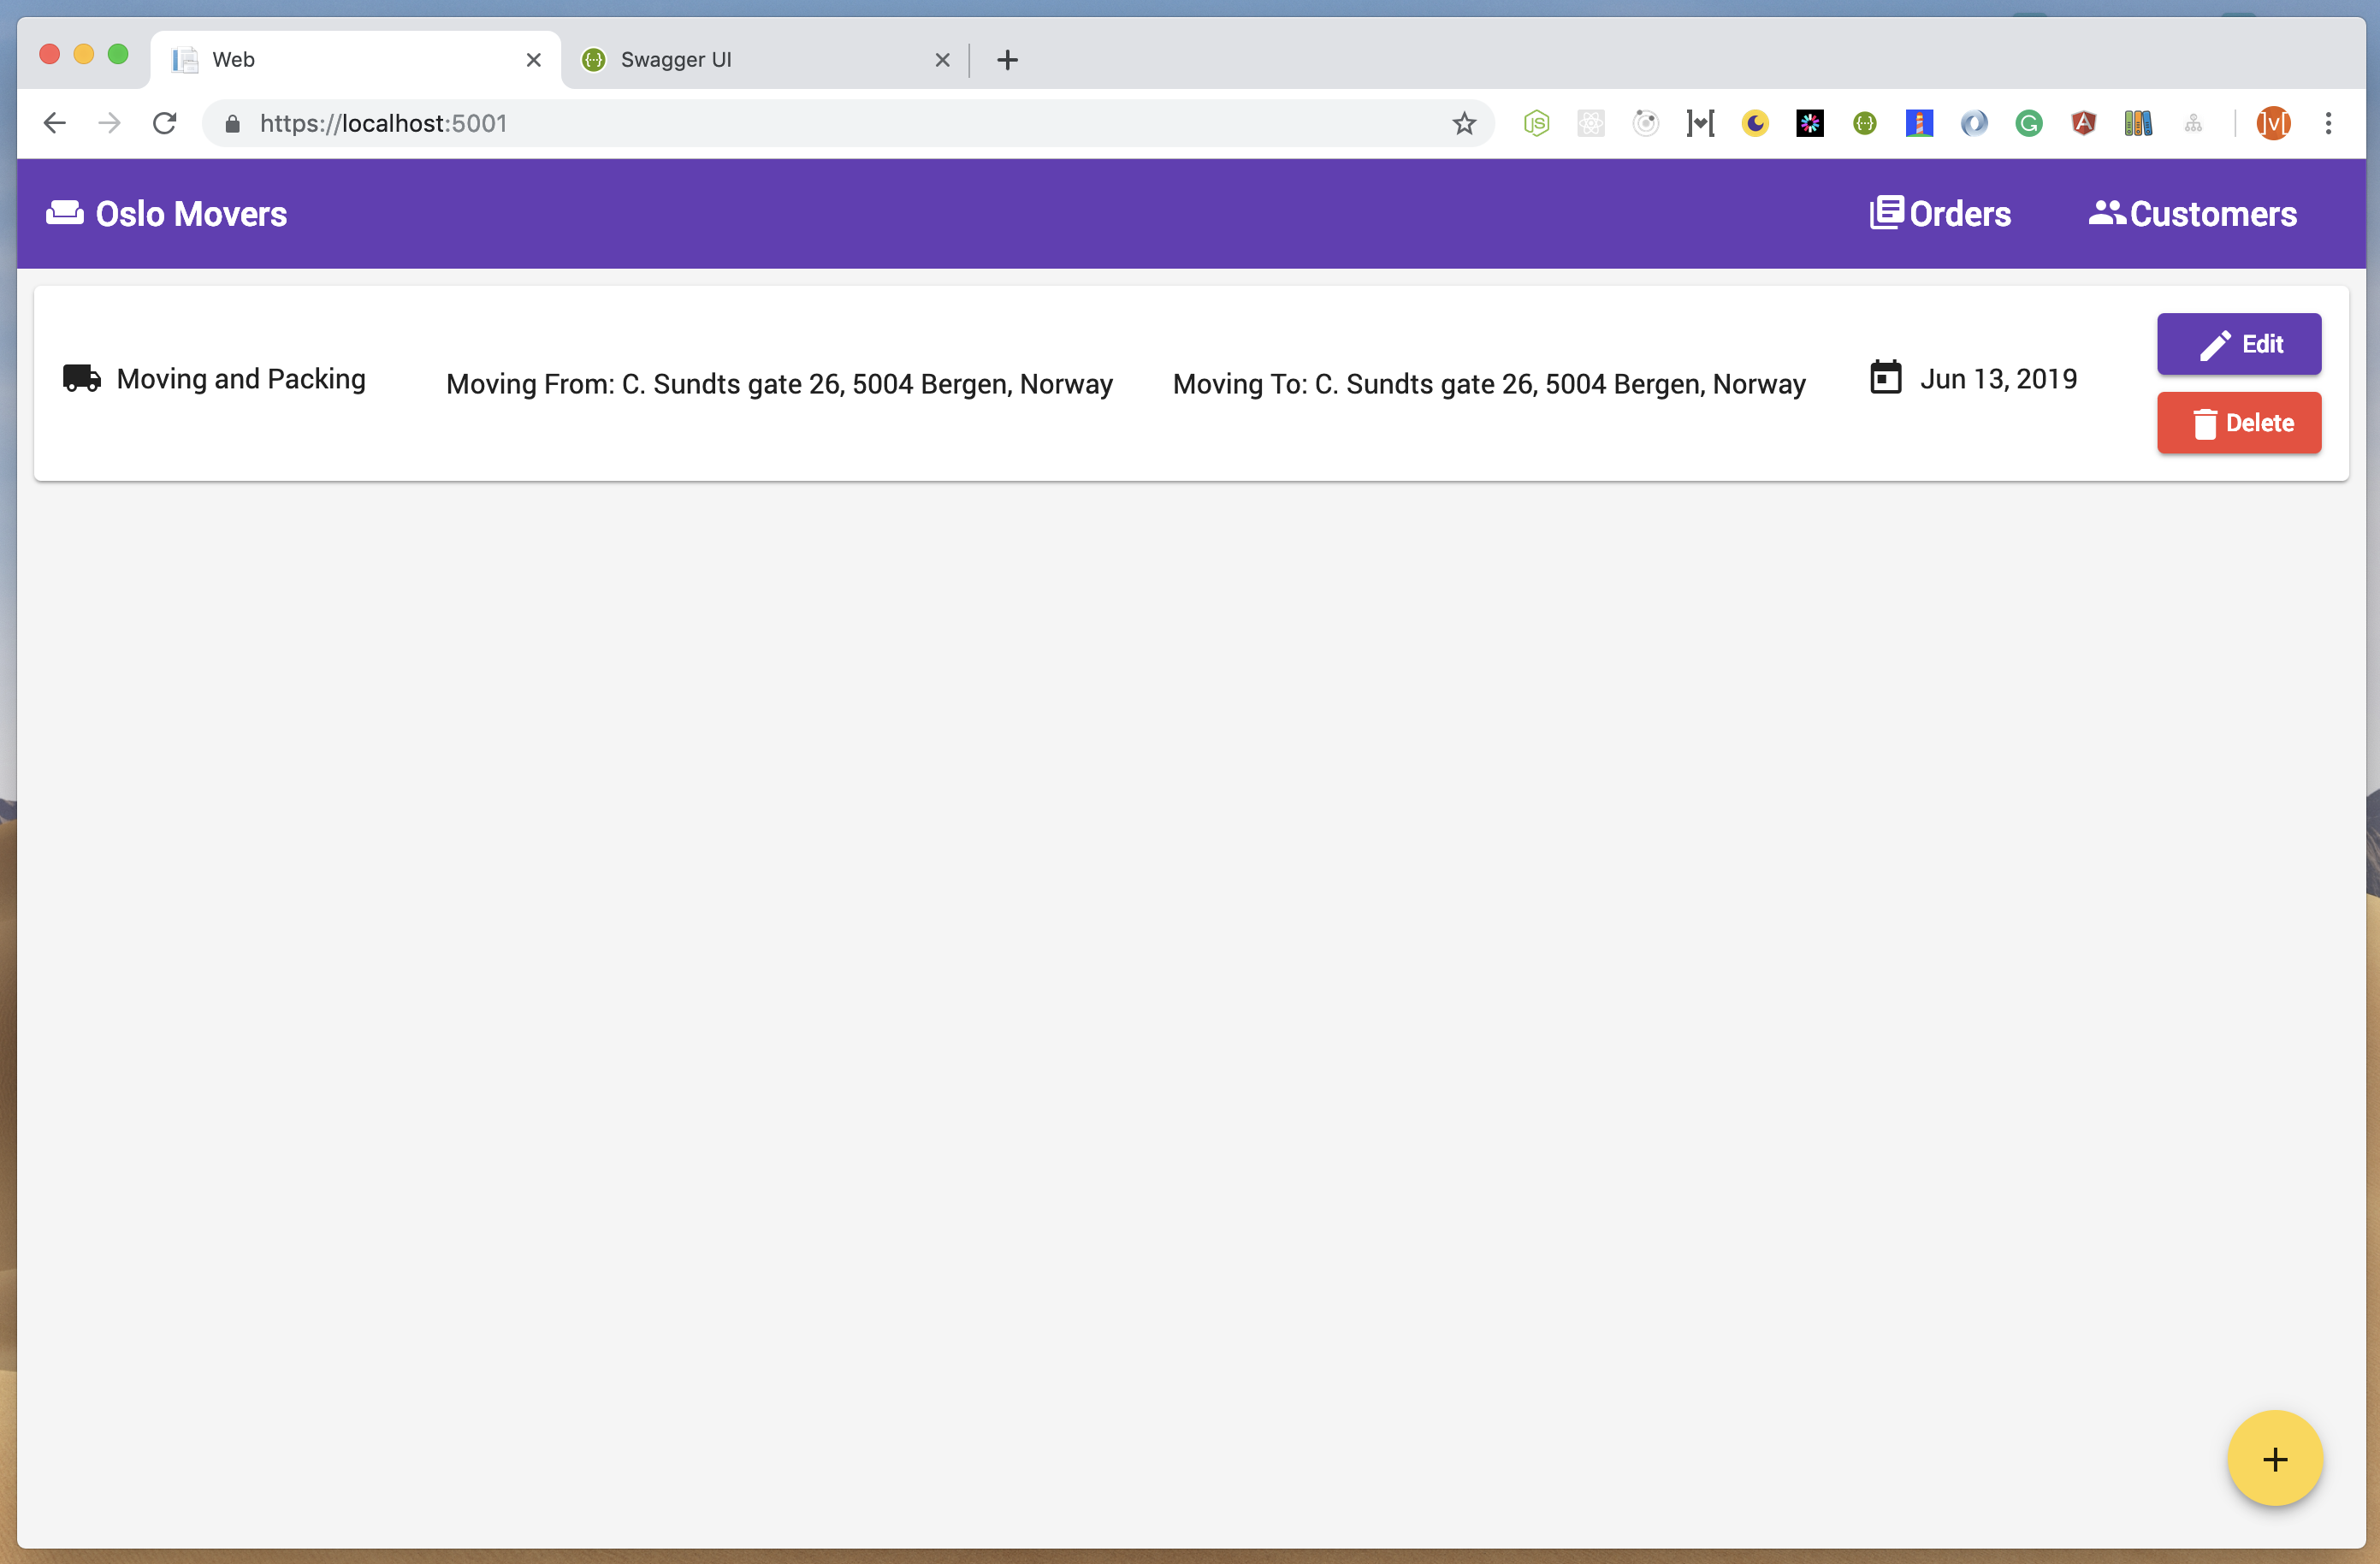 Web
Swagger UI
https://localhost:5001
Oslo Movers
Orders
Customers
Moving and Packing
Moving From: C. Sundts gate 26, 5004 Bergen, Norway
Moving To: C. Sundts gate 26, 5004 Bergen, Norway
Jun 13, 2019
Edit
Delete